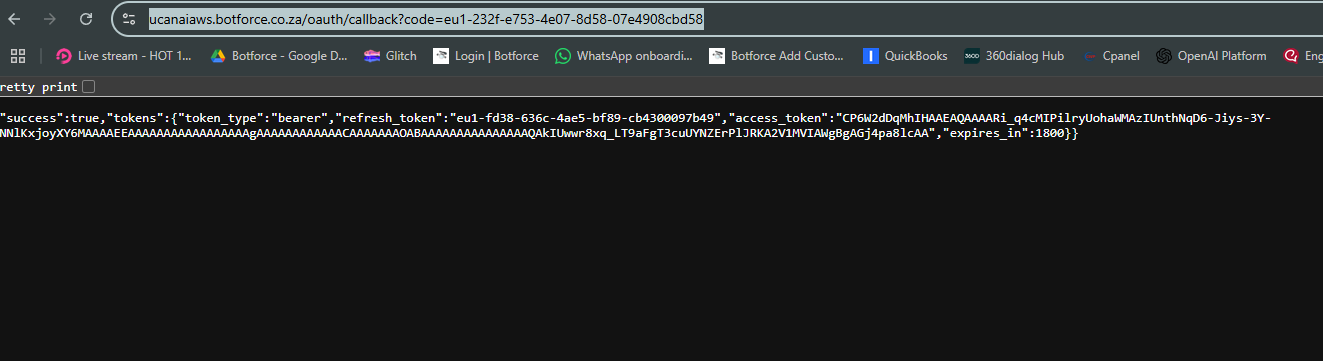 ucanaiaws.botforce.co.za/oauth/callback?code=eu1-232f-e753-4e07-8d58-07e4908cbd58
Live stream - HOT 1... Botforce - Google D... Glitch Login | Botforce WhatsApp onboardi... Botforce Add Custo... QuickBooks 360dialog Hub Cpanel OpenAI Platform Eng
retty print
"success":true,"tokens":{"token_type":"bearer","refresh_token":"eu1-fd38-636c-4ae5-bf89-cb4300097b49","access_token":"CP6W2dDqMhIHAAEAQAAAARi_q4cMIPilryUohaWMAzIUnthNqD6-Jiys-3Y-
NNlKxjoyXY6MAAAAEEAAAAAAAAAAAAAAAAAgAAAAAAAAAAAACAAAAAAAOABAAAAAAAAAAAAAAAQAkIUwwr8xq_LT9aFgT3cuUYNZErPlJRKA2V1MVIAWgBgAGj4pa8lcAA","expires_in":1800}}